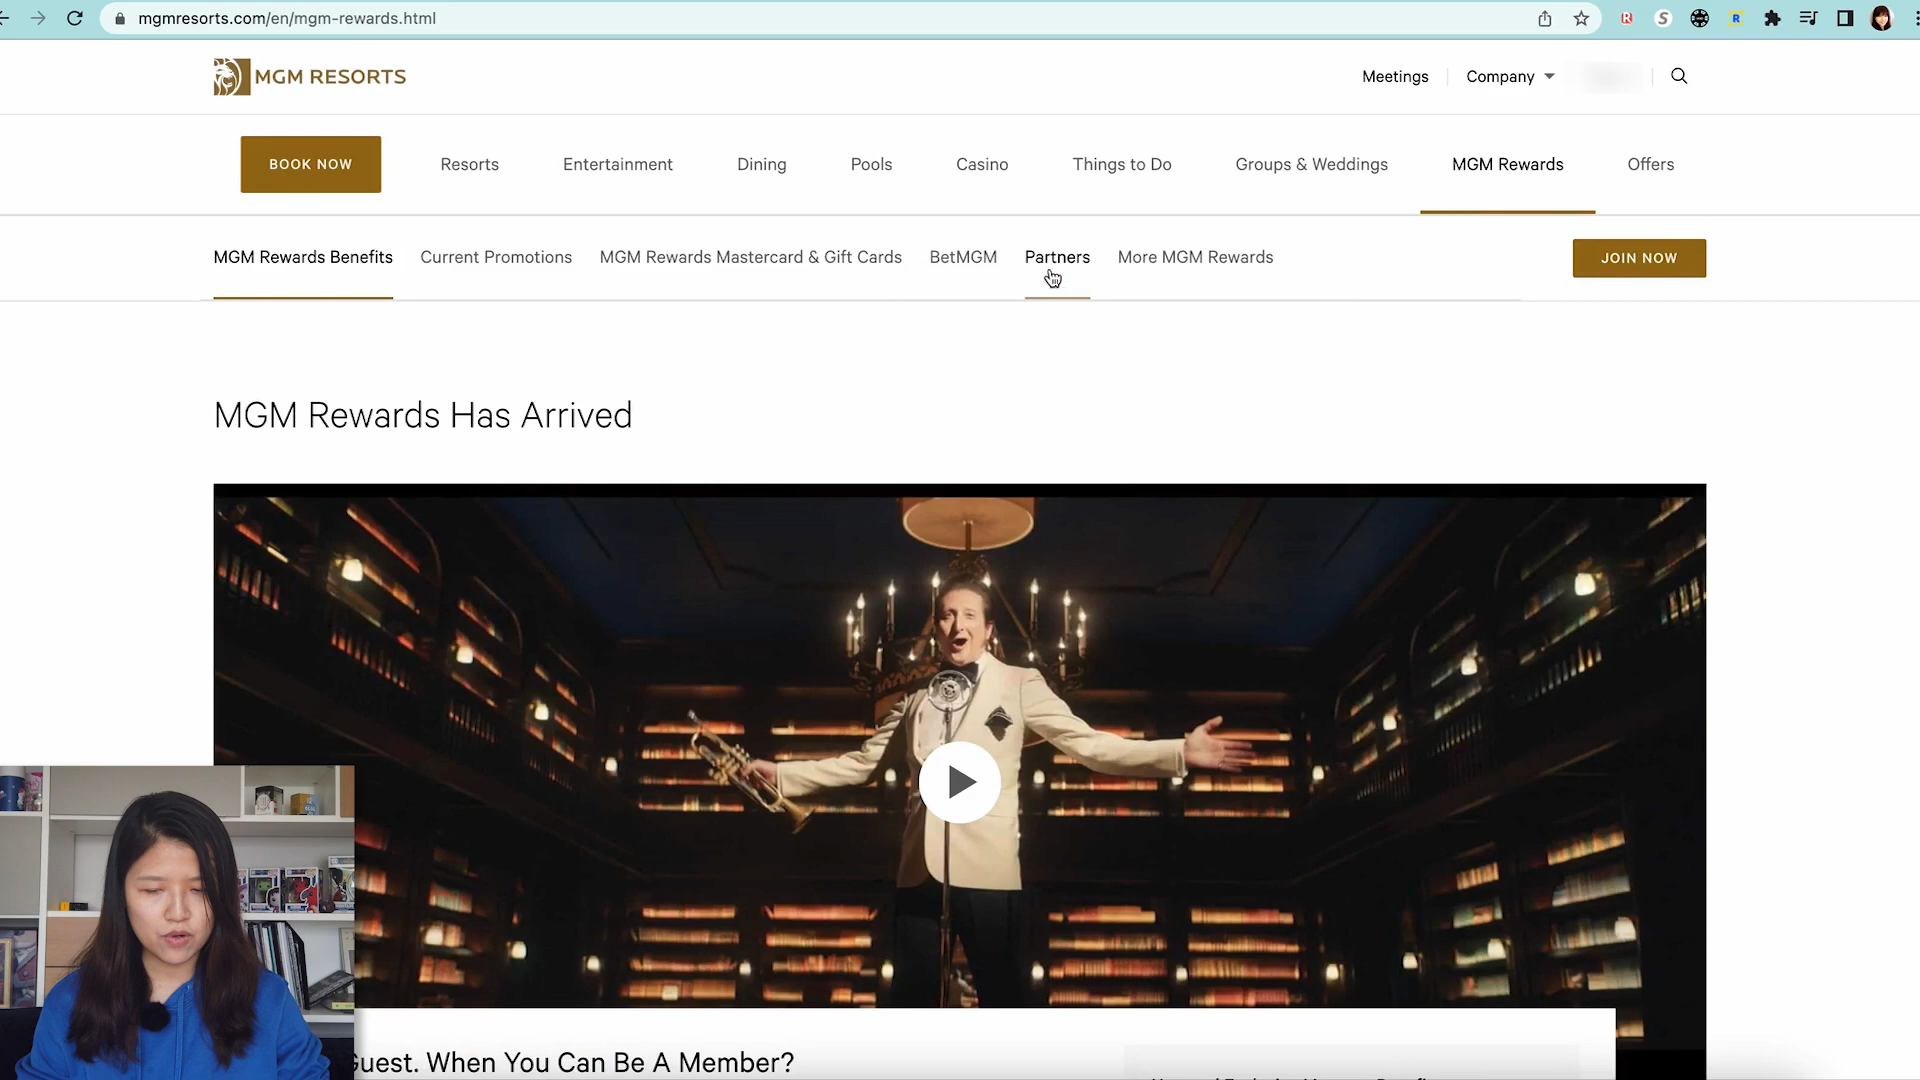 mgmresorts.com/en/mgm-rewards.html
MGM RESORTS
Meetings
Company
BOOK NOW
Resorts
Entertainment
Dining
Pools
Casino
Things to Do
Groups & Weddings
MGM Rewards
Offers
MGM Rewards Benefits
Current Promotions
MGM Rewards Mastercard & Gift Cards
BetMGM
Partners
More MGM Rewards
JOIN NOW
MGM Rewards Has Arrived
Guest. When You Can Be A Member?